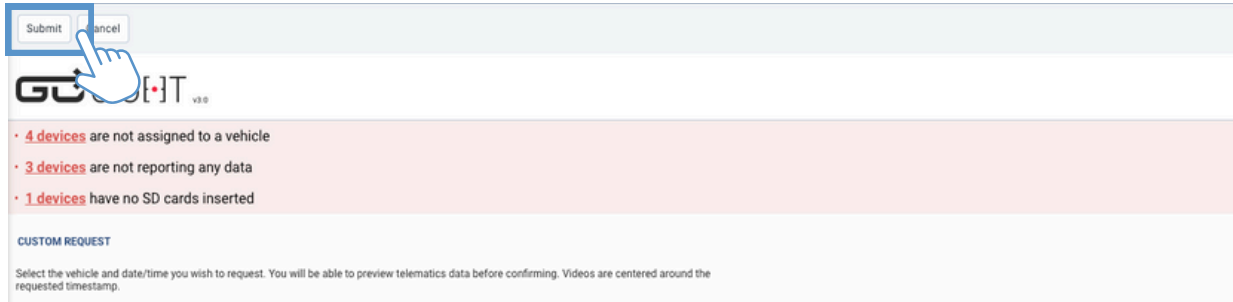 Submit
v3.0
• 4 devices are not assigned to a vehicle
• 3 devices are not reporting any data
• 1 devices have no SD cards inserted
CUSTOM REQUEST
Select the vehicle and date/time you wish to request. You will be able to preview telematics data before confirming. Videos are centered around the
requested timestamp.